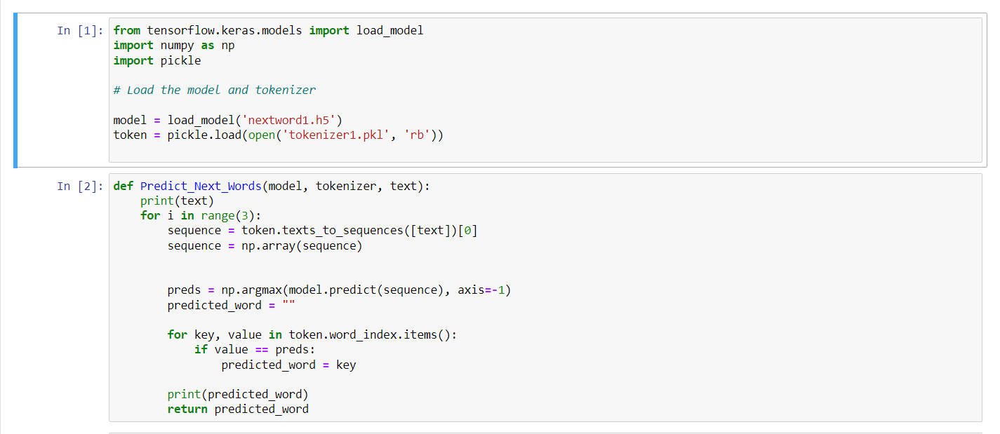 In [1]: from tensorflow.keras.models import load_model
import numpy as np
import pickle
# Load the model and tokenizer
model = load_model('nextword1.h5')
token = pickle.load(open('tokenizer1.pkl', 'rb'))
In [2]: def Predict_Next_Words(model, tokenizer, text):
    print(text)
    for i in range(3):
        sequence = token.texts_to_sequences([text])[0]
        sequence = np.array(sequence)
        preds = np.argmax(model.predict(sequence), axis=-1)
        predicted_word = ""
        for key, value in token.word_index.items():
            if value == preds:
                predicted_word = key
        print(predicted_word)
        return predicted_word